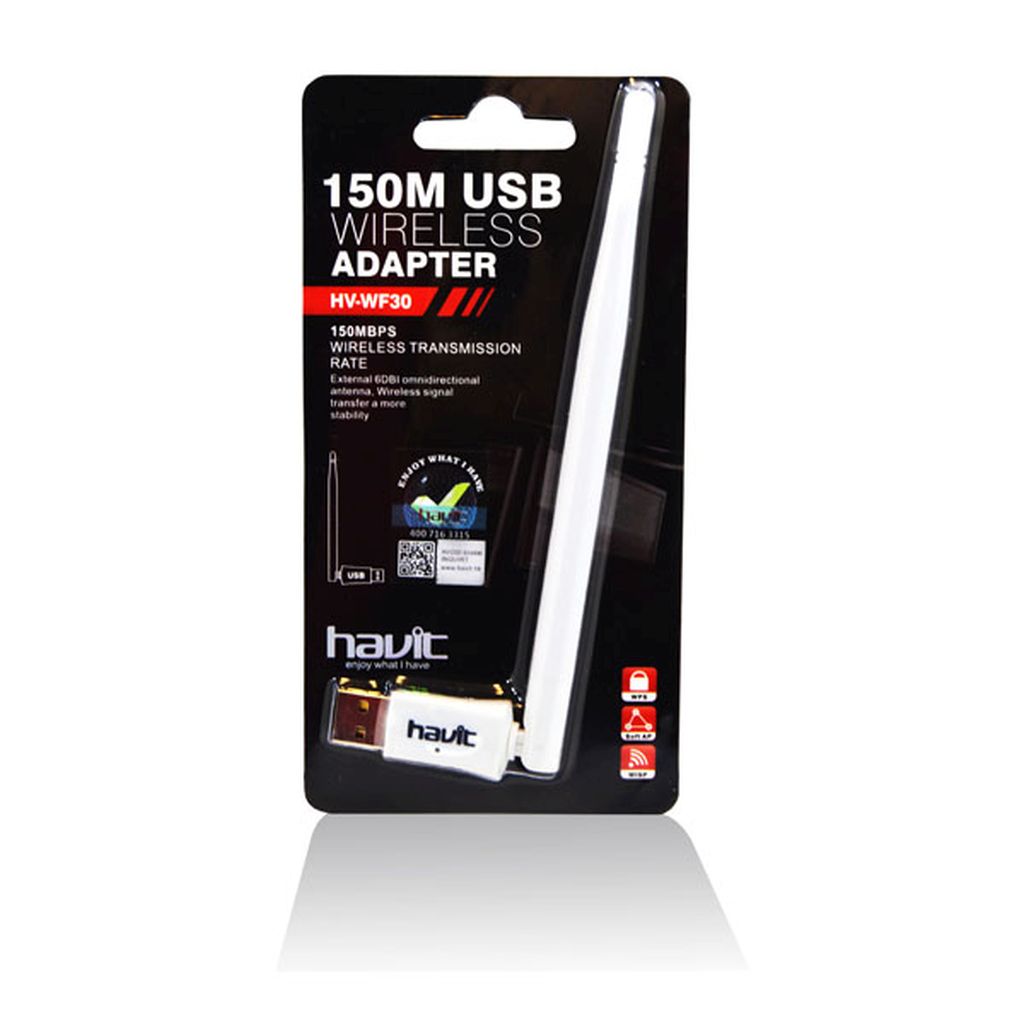 150M USB
WIRELESS
ADAPTER
HV-WF30
150MBPS
WIRELESS TRANSMISSION
RATE
External 6DBI omnidirectional
antenna, Wireless signal
transfer a more
stability
ENJOY WHAT I HAVE
havit
400 716 3315
USB
havit
enjoy what I have
havit
WPS
Soft AP
WISP